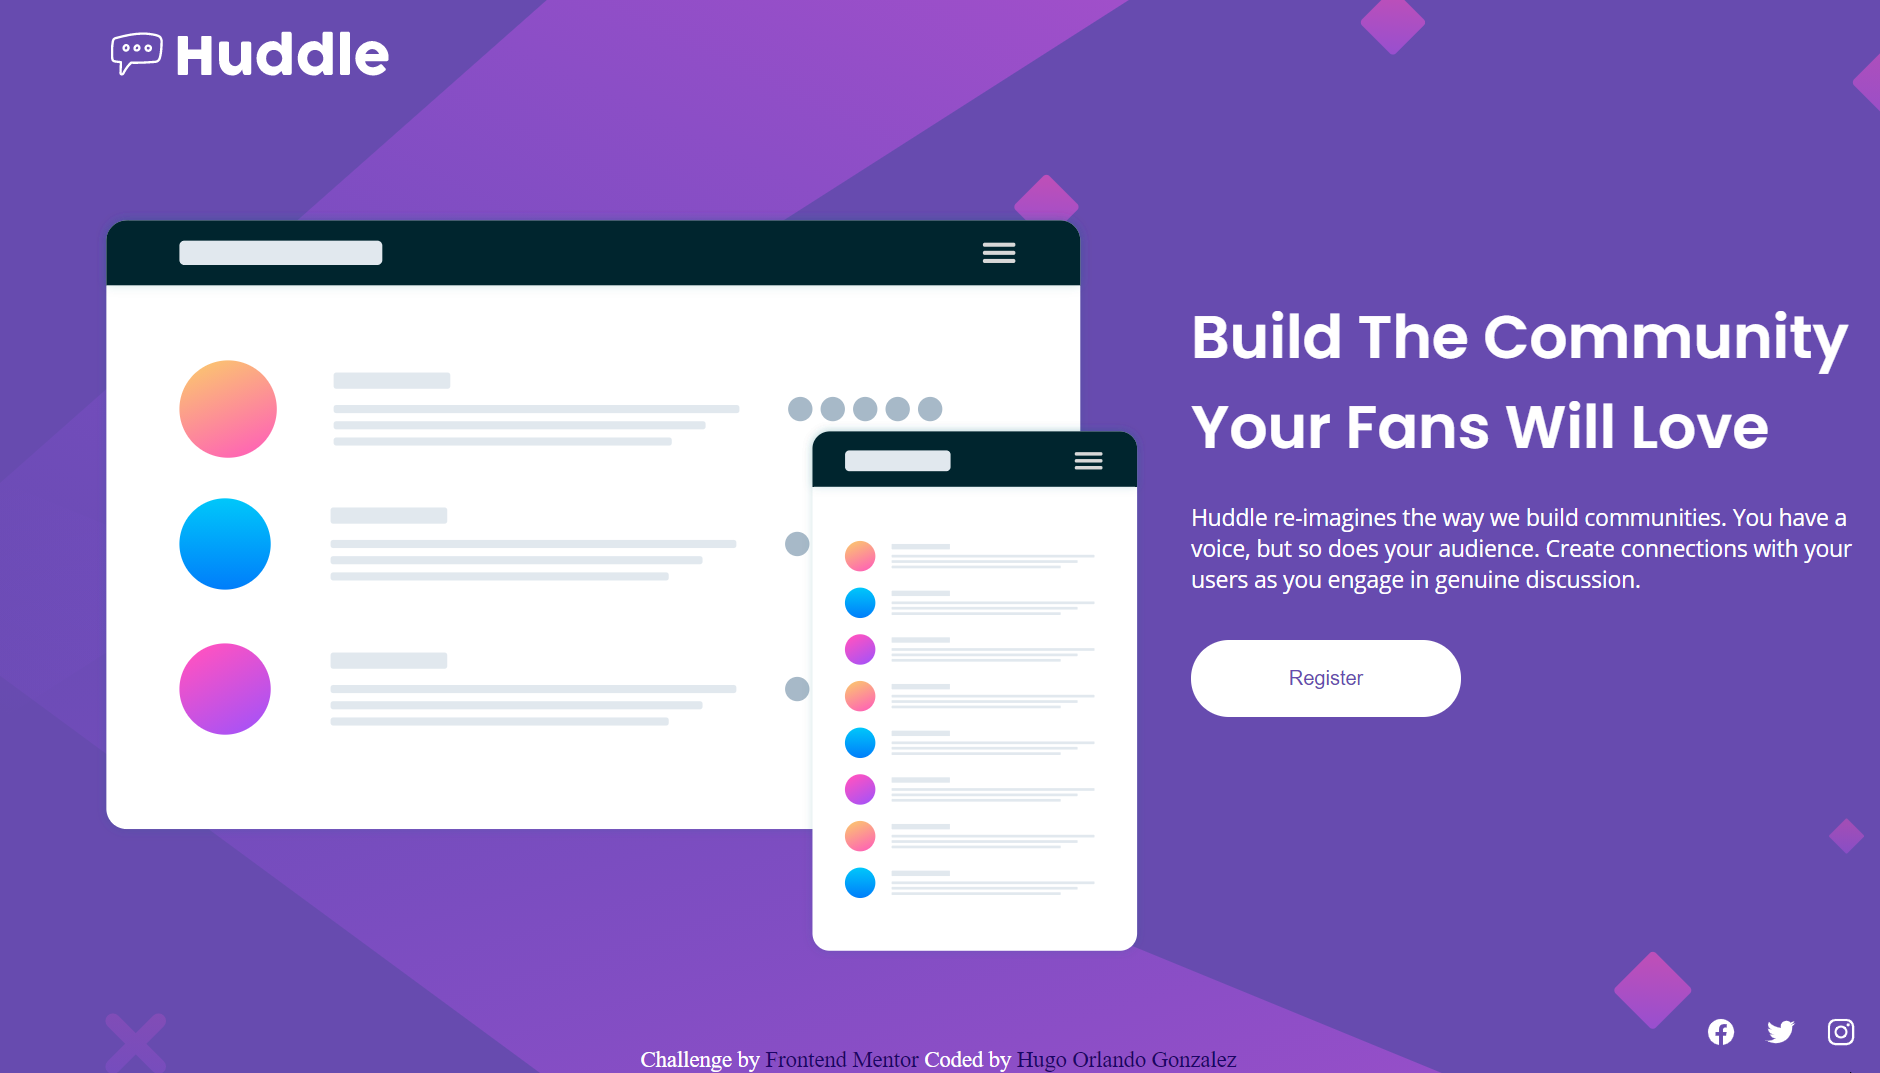 Huddle
Build The Community
Your Fans Will Love
Huddle re-imagines the way we build communities. You have a
voice, but so does your audience. Create connections with your
users as you engage in genuine discussion.
Register
Challenge by Frontend Mentor Coded by Hugo Orlando Gonzalez